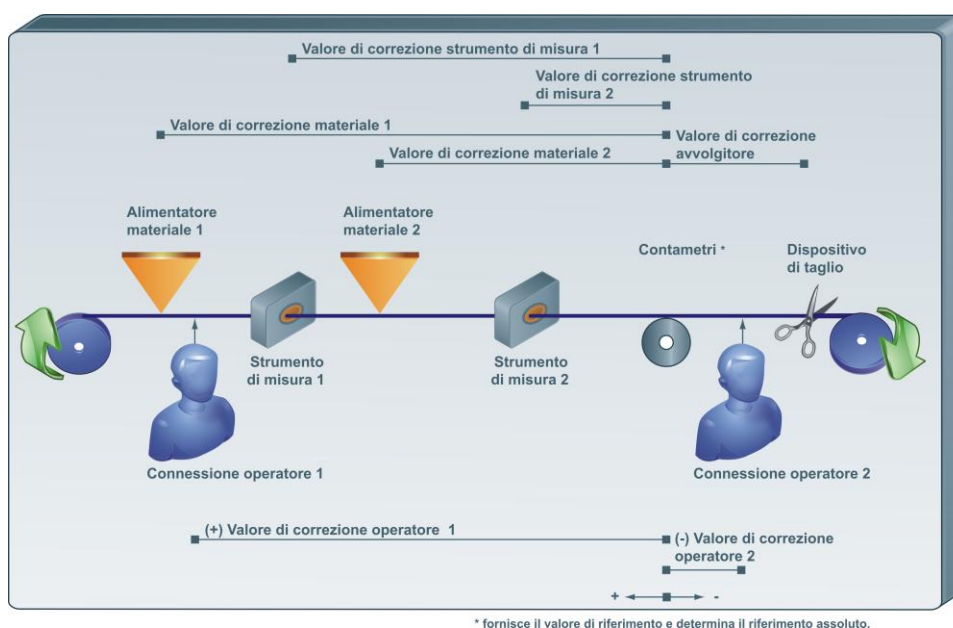 Valore di correzione strumento di misura 1
Valore di correzione strumento
di misura 2
Valore di correzione materiale 1
Valore di correzione
avvolgitore
Valore di correzione materiale 2
Alimentatore
materiale 1
Alimentatore
materiale 2
Contametri *
Dispositivo
di taglio
Strumento
di misura 1
Strumento
di misura 2
Connessione operatore 1
Connessione operatore 2
(+) Valore di correzione operatore 1
(-) Valore di correzione
operatore 2
+ -
* fornisce il valore di riferimento e determina il riferimento assoluto.